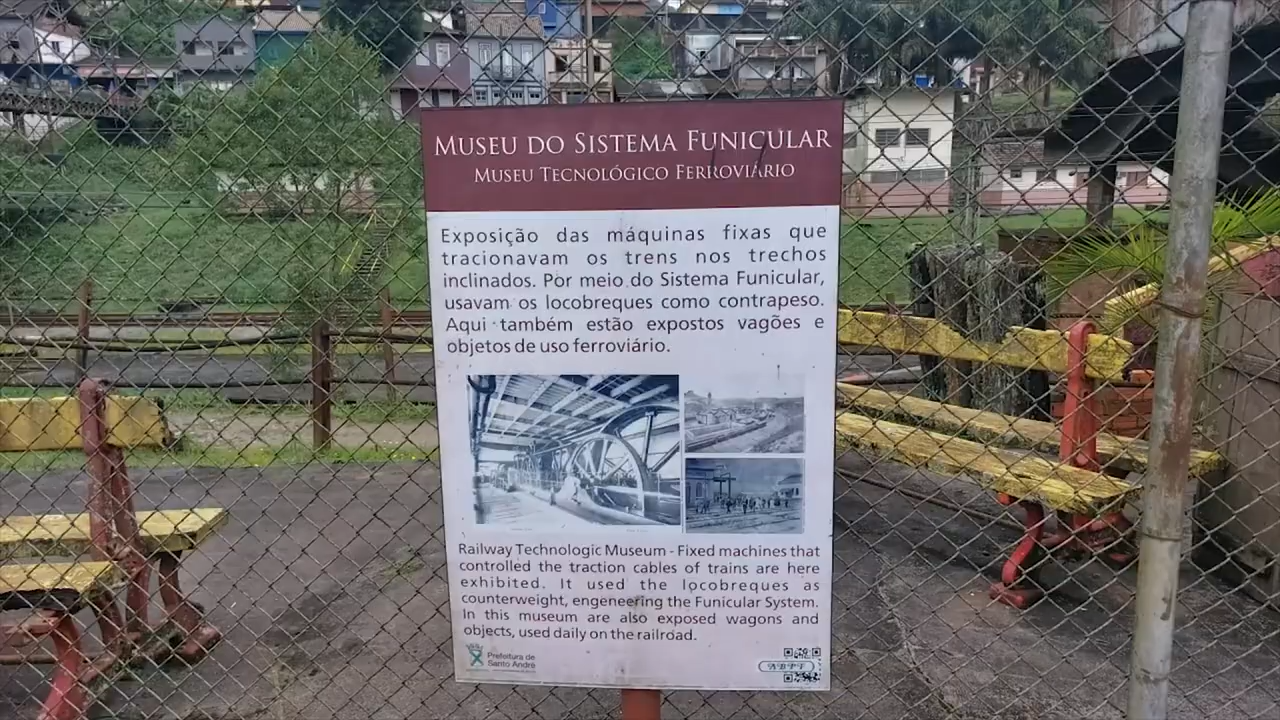 MUSEU DO SISTEMA FUNICULAR
MUSEU TECNOLÓGICO FERROVIÁRIO
Exposição das máquinas fixas que
tracionavam os trens nos trechos
inclinados. Por meio do Sistema Funicular,
usavam os locobreques como contrapeso.
Aqui também estão expostos vagões e
objetos de uso ferroviário.
Railway Technologic Museum - Fixed machines that
controlled the traction cables of trains are here
exhibited. It used the locobreques as
counterweight, engeneering the Funicular System.
In this museum are also exposed wagons and
objects, used daily on the railroad.
Prefeitura de
Santo André
ABPF